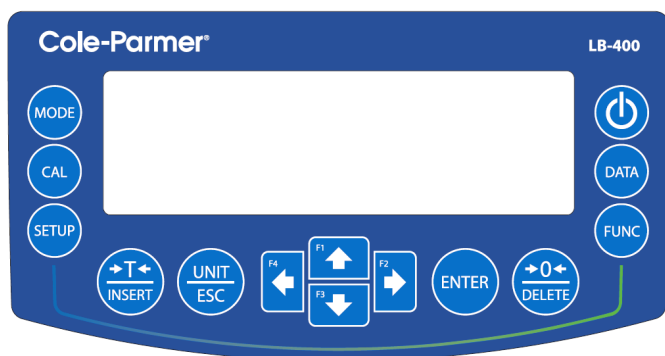 Cole-Parmer®
LB-400
MODE
CAL
DATA
SETUP
FUNC
F1
→T←
INSERT
UNIT
ESC
F4
F2
ENTER
→0←
DELETE
F3